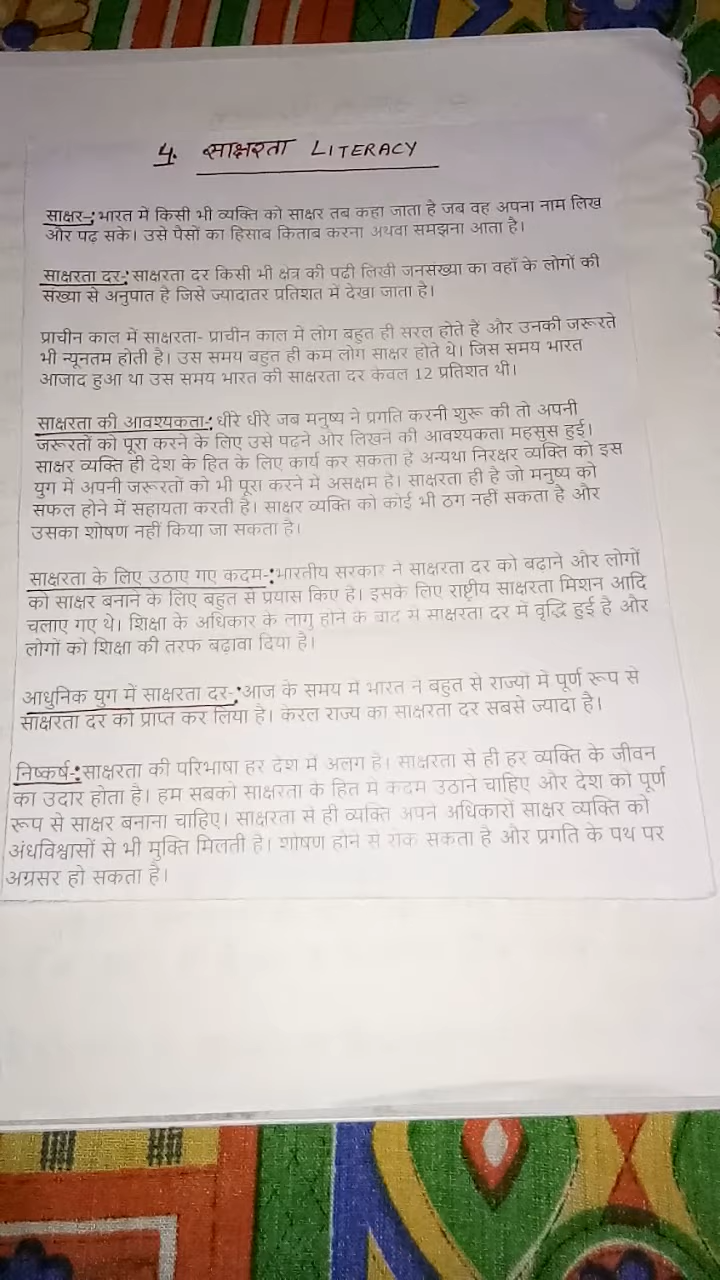 4. साक्षरता LITERACY
साक्षर-: भारत में किसी भी व्यक्ति को साक्षर तब कहा जाता है जब वह अपना नाम लिख
और पढ़ सके। उसे पैसों का हिसाब किताब करना अथवा समझना आता है।
साक्षरता दर-: साक्षरता दर किसी भी क्षेत्र की पढी लिखी जनसंख्या का वहाँ के लोगों की
संख्या से अनुपात है जिसे ज्यादातर प्रतिशत में देखा जाता है।
प्राचीन काल में साक्षरता- प्राचीन काल में लोग बहुत ही सरल होते हैं और उनकी जरूरते
भी न्यूनतम होती है। उस समय बहुत ही कम लोग साक्षर होते थे। जिस समय भारत
आजाद हुआ था उस समय भारत की साक्षरता दर केवल 12 प्रतिशत थी।
साक्षरता की आवश्यकता-: धीरे धीरे जब मनुष्य ने प्रगति करनी शुरू की तो अपनी
जरूरतों को पूरा करने के लिए उसे पढने और लिखने की आवश्यकता महसुस हुई।
साक्षर व्यक्ति ही देश के हित के लिए कार्य कर सकता है अन्यथा निरक्षर व्यक्ति को इस
युग में अपनी जरूरतों को भी पूरा करने में असक्षम है। साक्षरता ही है जो मनुष्य को
सफल होने में सहायता करती है। साक्षर व्यक्ति को कोई भी ठग नहीं सकता है और
उसका शोषण नहीं किया जा सकता है।
साक्षरता के लिए उठाए गए कदम-: भारतीय सरकार ने साक्षरता दर को बढाने और लोगों
को साक्षर बनाने के लिए बहुत से प्रयास किए है। इसके लिए राष्ट्रीय साक्षरता मिशन आदि
चलाए गए थे। शिक्षा के अधिकार के लागु होने के बाद से साक्षरता दर में वृद्धि हुई है और
लोगों को शिक्षा की तरफ बढ़ावा दिया है।
आधुनिक युग में साक्षरता दर-: आज के समय में भारत ने बहुत से राज्यों में पूर्ण रूप से
साक्षरता दर को प्राप्त कर लिया है। केरल राज्य का साक्षरता दर सबसे ज्यादा है।
निष्कर्ष-: साक्षरता की परिभाषा हर देश में अलग है। साक्षरता से ही हर व्यक्ति के जीवन
का उदार होता है। हम सबको साक्षरता के हित में कदम उठाने चाहिए और देश को पूर्ण
रूप से साक्षर बनाना चाहिए। साक्षरता से ही व्यक्ति अपने अधिकारों साक्षर व्यक्ति को
अंधविश्वासों से भी मुक्ति मिलती है। शोषण होने से रोक सकता है और प्रगति के पथ पर
अग्रसर हो सकता है।